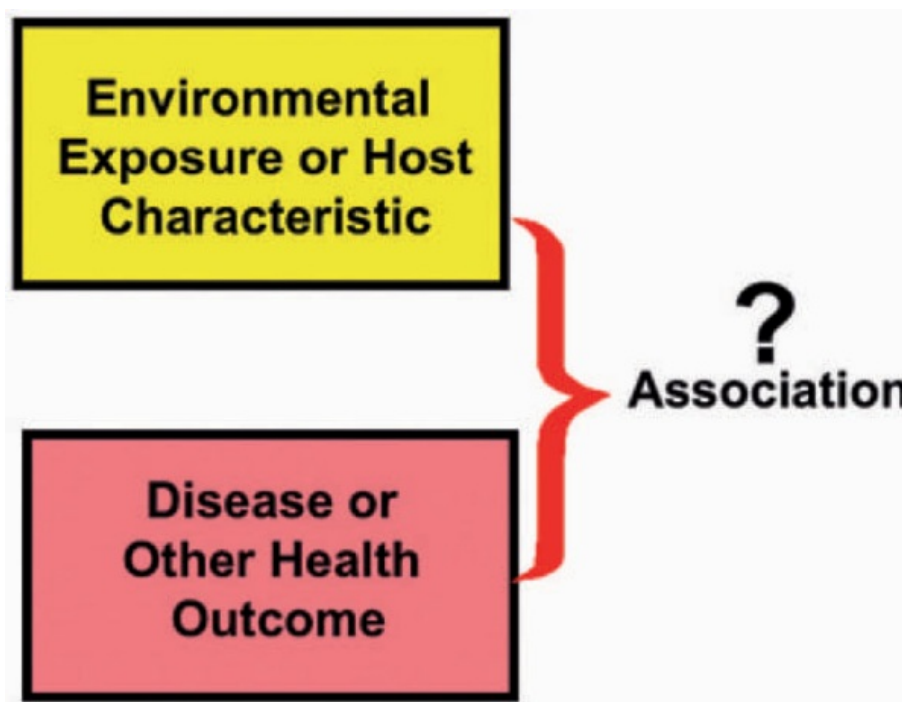 Environmental
Exposure or Host
Characteristic
?
Association
Disease or
Other Health
Outcome